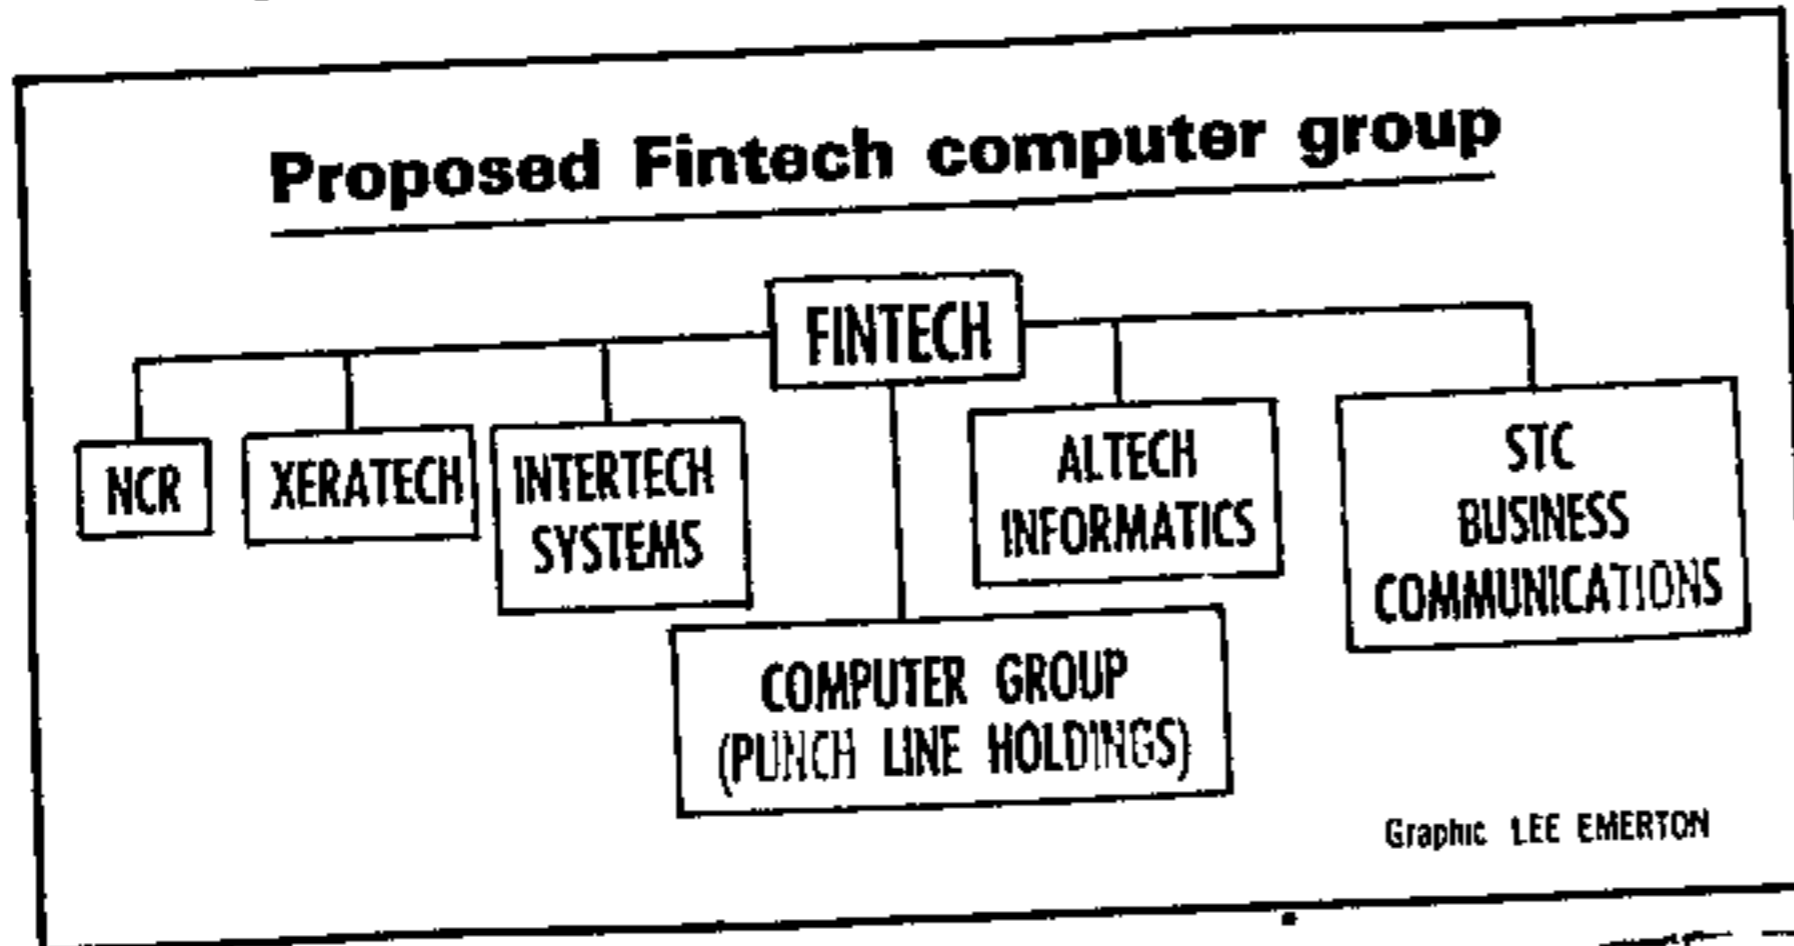 Proposed Fintech computer group
FINTECH
NCR
XERATECH
INTERTECH
SYSTEMS
ALTECH
INFORMATICS
STC
BUSINESS
COMMUNICATIONS
COMPUTER GROUP
(PUNCH LINE HOLDINGS)
Graphic LEE EMERTON